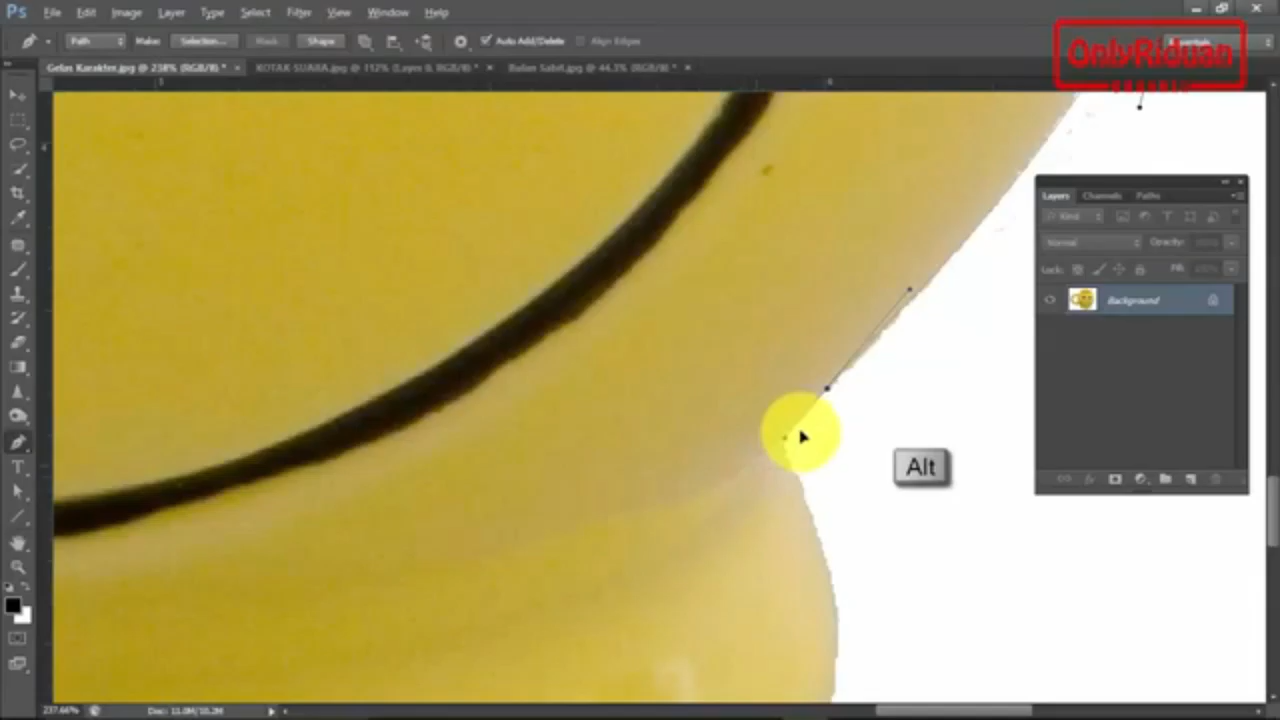 Ps File Edit Image Layer Type Select Filter View Window Help
Path Make: Selection... Mask Shape Auto Add/Delete Align Edges
OnlyRiduan
Gelas Karakter.jpg @ 238% (RGB/8) * × KOTAK SUARA.jpg @ 152% (Layer 0, RGB/8) * × Bulan Sabit.jpg @ 44.3% (RGB/8) * ×
Layers Channels Paths
Kind
Normal Opacity:
Lock: Fill: 100%
Background
Alt
237.66% Doc: 11.0M/10.2M